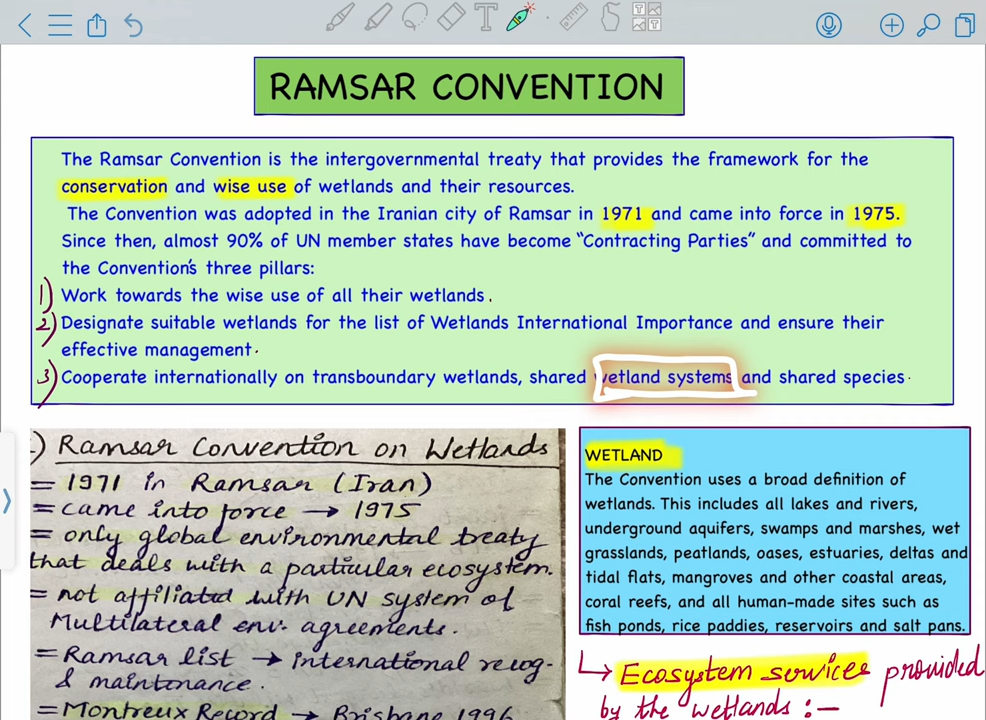 RAMSAR CONVENTION
The Ramsar Convention is the intergovernmental treaty that provides the framework for the
conservation and wise use of wetlands and their resources.
The Convention was adopted in the Iranian city of Ramsar in 1971 and came into force in 1975.
Since then, almost 90% of UN member states have become “Contracting Parties” and committed to
the Convention's three pillars:
1) Work towards the wise use of all their wetlands.
2) Designate suitable wetlands for the list of Wetlands International Importance and ensure their
effective management.
3) Cooperate internationally on transboundary wetlands, shared wetland systems and shared species.
) Ramsar Convention on Wetlands
= 1971 in Ramsar (Iran)
= came into force → 1975
= only global environmental treaty
that deals with a particular ecosystem.
= not affiliated with UN system of
Multilateral env. agreements.
= Ramsar list → international recog-
& maintenance.
= Montreux Record → Brisbane 1996
WETLAND
The Convention uses a broad definition of
wetlands. This includes all lakes and rivers,
underground aquifers, swamps and marshes, wet
grasslands, peatlands, oases, estuaries, deltas and
tidal flats, mangroves and other coastal areas,
coral reefs, and all human-made sites such as
fish ponds, rice paddies, reservoirs and salt pans.
↳ Ecosystem services provided
by the wetlands :-